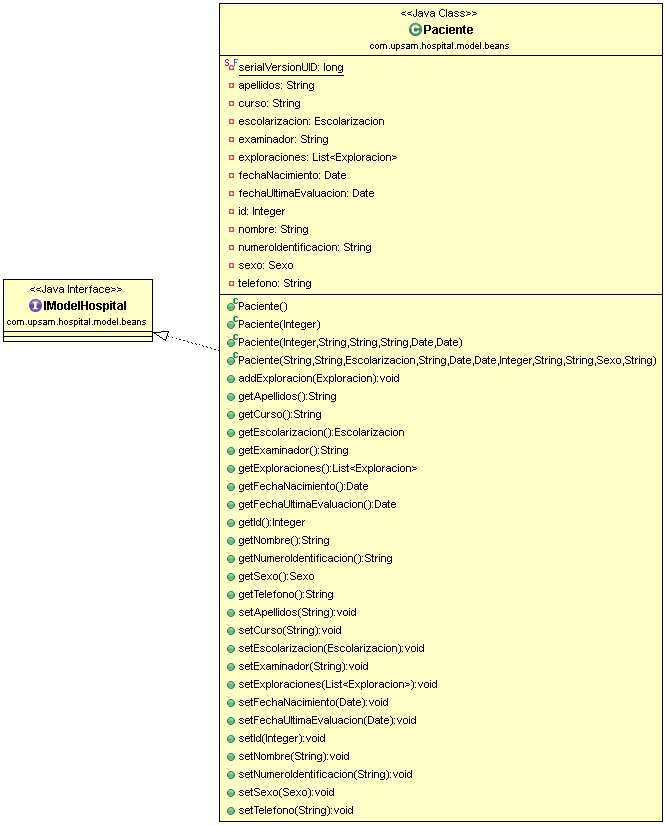 <<Java Class>>
Paciente
com.upsam.hospital.model.beans
serialVersionUID: long
apellidos: String
curso: String
escolarizacion: Escolarizacion
examinador: String
exploraciones: List<Exploracion>
fechaNacimiento: Date
fechaUltimaEvaluacion: Date
id: Integer
nombre: String
numeroIdentificacion: String
sexo: Sexo
telefono: String
<<Java Interface>>
IModelHospital
com.upsam.hospital.model.beans
Paciente()
Paciente(Integer)
Paciente(Integer,String,String,String,Date,Date)
Paciente(String,String,Escolarizacion,String,Date,Date,Integer,String,String,Sexo,String)
addExploracion(Exploracion):void
getApellidos():String
getCurso():String
getEscolarizacion():Escolarizacion
getExaminador():String
getExploraciones():List<Exploracion>
getFechaNacimiento():Date
getFechaUltimaEvaluacion():Date
getId():Integer
getNombre():String
getNumeroIdentificacion():String
getSexo():Sexo
getTelefono():String
setApellidos(String):void
setCurso(String):void
setEscolarizacion(Escolarizacion):void
setExaminador(String):void
setExploraciones(List<Exploracion>):void
setFechaNacimiento(Date):void
setFechaUltimaEvaluacion(Date):void
setId(Integer):void
setNombre(String):void
setNumeroIdentificacion(String):void
setSexo(Sexo):void
setTelefono(String):void